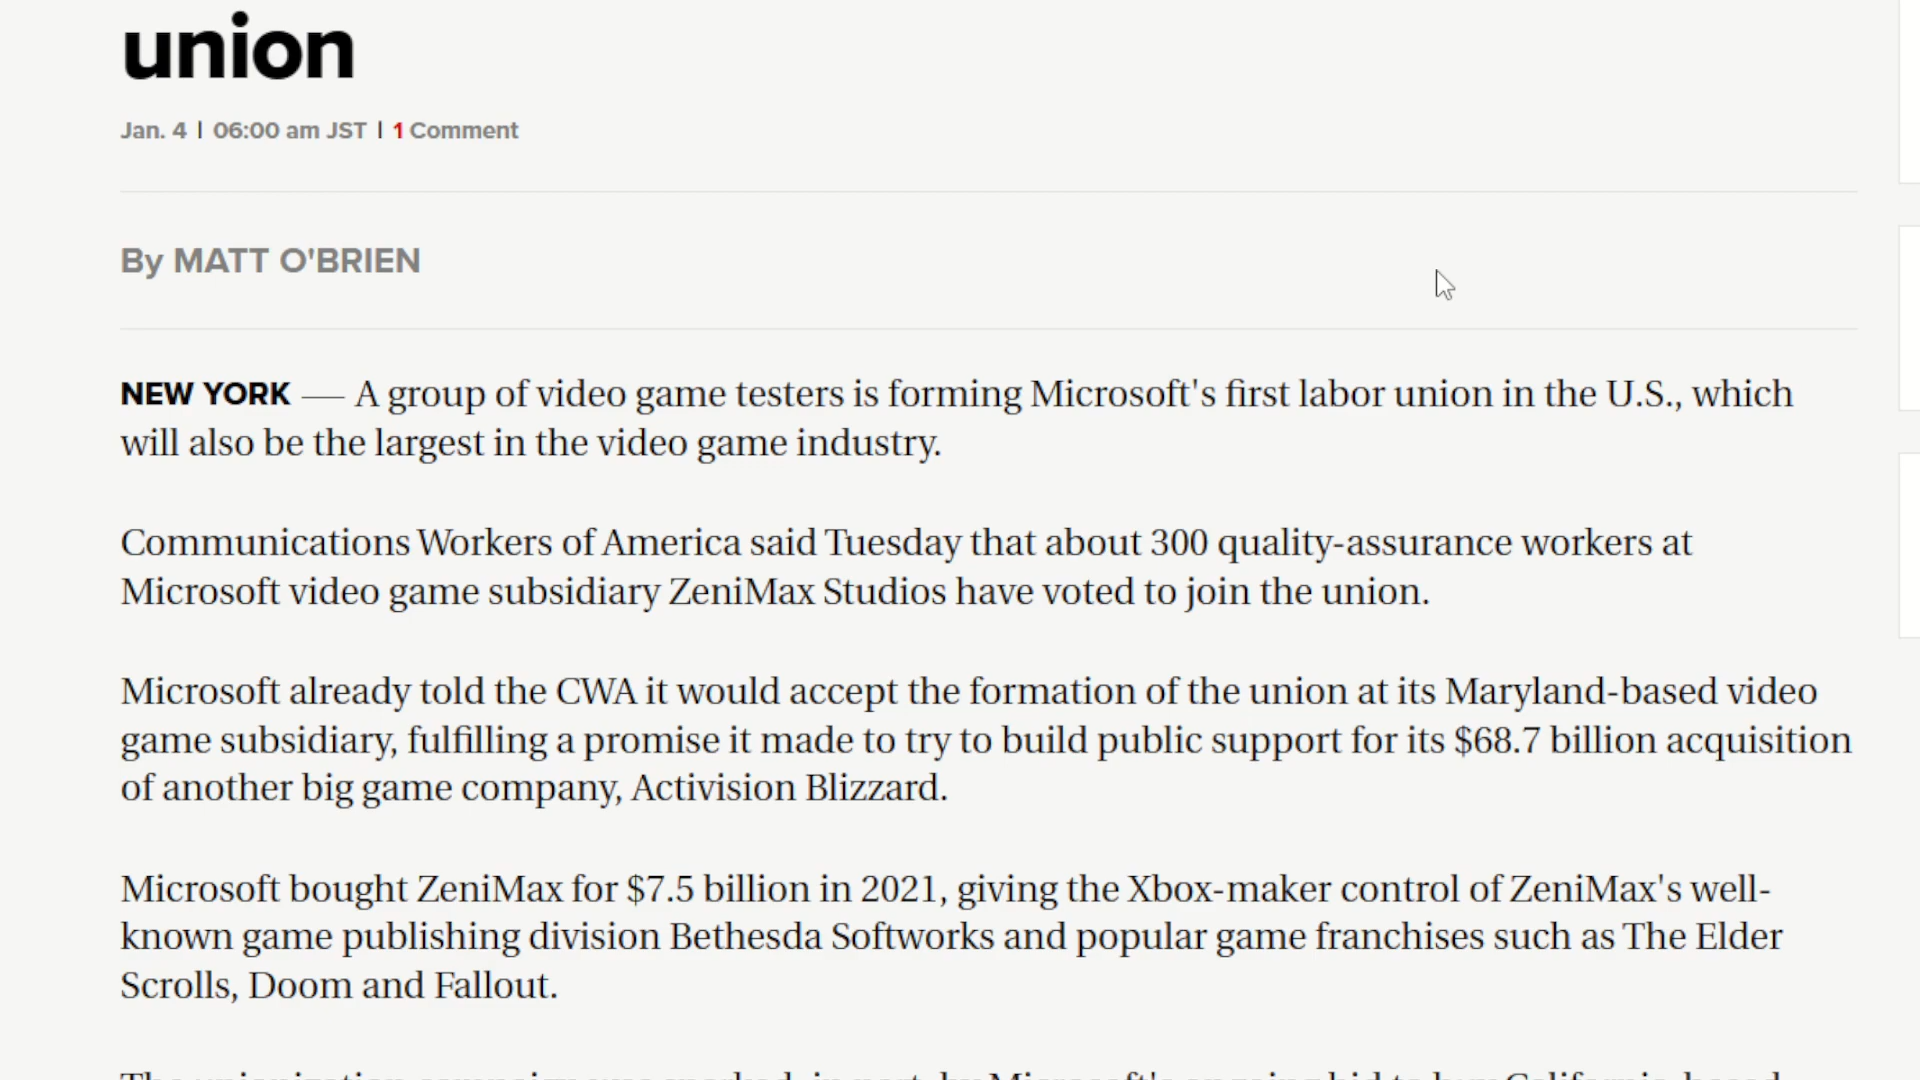 union
Jan. 4 | 06:00 am JST | 1 Comment
By MATT O'BRIEN
NEW YORK — A group of video game testers is forming Microsoft's first labor union in the U.S., which
will also be the largest in the video game industry.
Communications Workers of America said Tuesday that about 300 quality-assurance workers at
Microsoft video game subsidiary ZeniMax Studios have voted to join the union.
Microsoft already told the CWA it would accept the formation of the union at its Maryland-based video
game subsidiary, fulfilling a promise it made to try to build public support for its $68.7 billion acquisition
of another big game company, Activision Blizzard.
Microsoft bought ZeniMax for $7.5 billion in 2021, giving the Xbox-maker control of ZeniMax's well-
known game publishing division Bethesda Softworks and popular game franchises such as The Elder
Scrolls, Doom and Fallout.